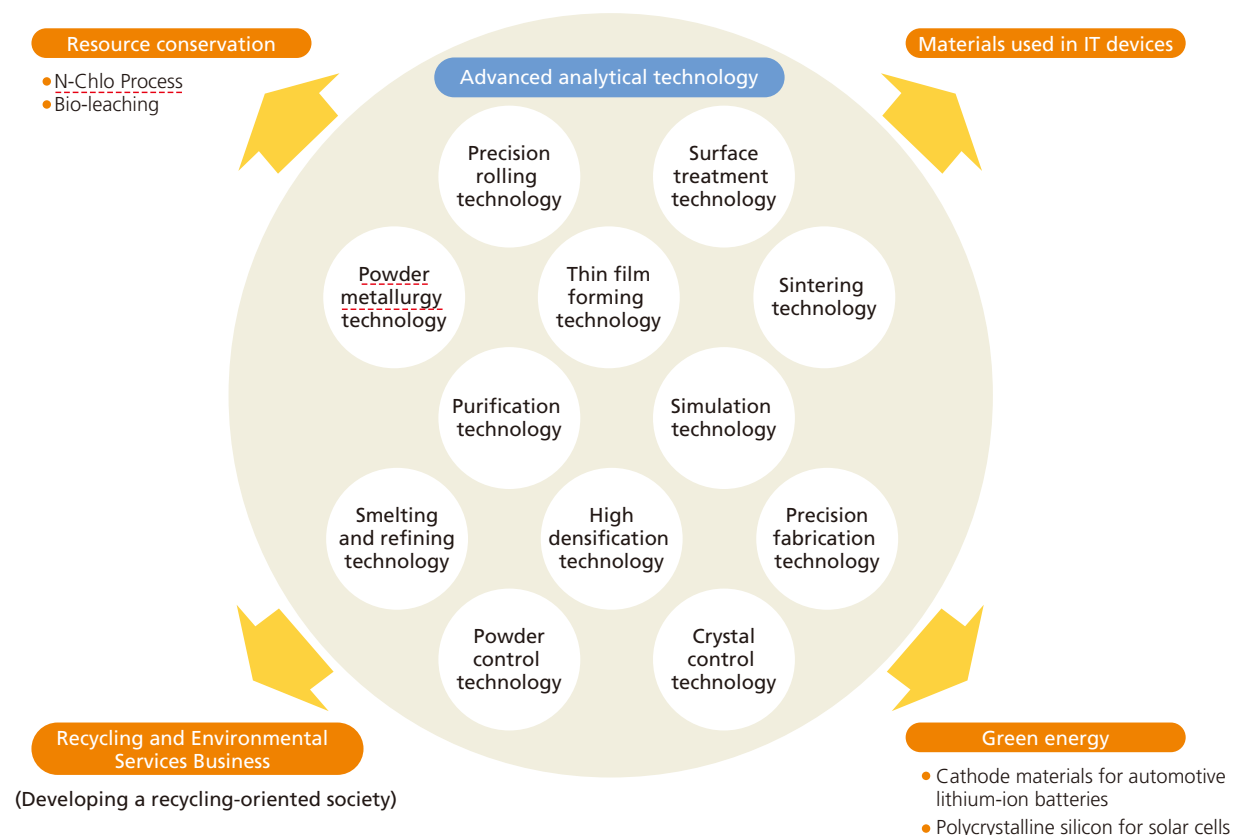 Resource conservation
• N-Chlo Process
• Bio-leaching
Materials used in IT devices
Advanced analytical technology
Precision
rolling
technology
Surface
treatment
technology
Powder
metallurgy
technology
Thin film
forming
technology
Sintering
technology
Purification
technology
Simulation
technology
Smelting
and refining
technology
High
densification
technology
Precision
fabrication
technology
Powder
control
technology
Crystal
control
technology
Recycling and Environmental
Services Business
(Developing a recycling-oriented society)
Green energy
• Cathode materials for automotive
lithium-ion batteries
• Polycrystalline silicon for solar cells